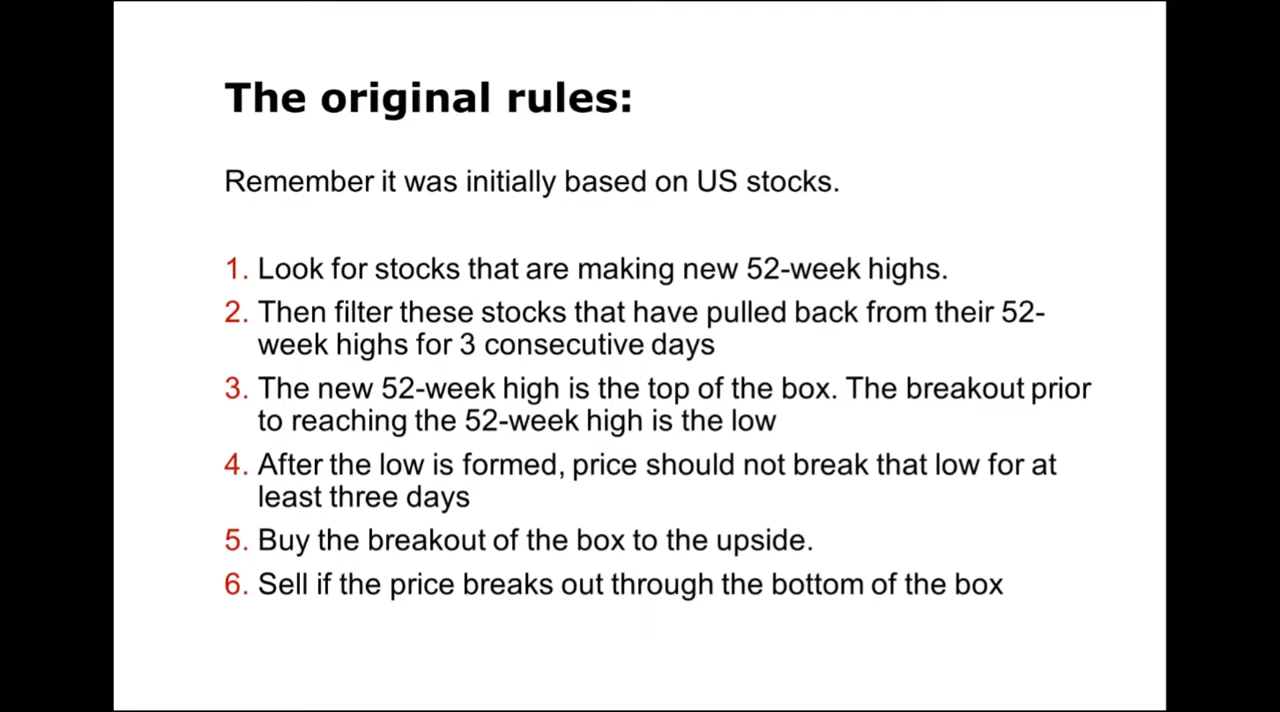 The original rules:
Remember it was initially based on US stocks.
1. Look for stocks that are making new 52-week highs.
2. Then filter these stocks that have pulled back from their 52-
week highs for 3 consecutive days
3. The new 52-week high is the top of the box. The breakout prior
to reaching the 52-week high is the low
4. After the low is formed, price should not break that low for at
least three days
5. Buy the breakout of the box to the upside.
6. Sell if the price breaks out through the bottom of the box